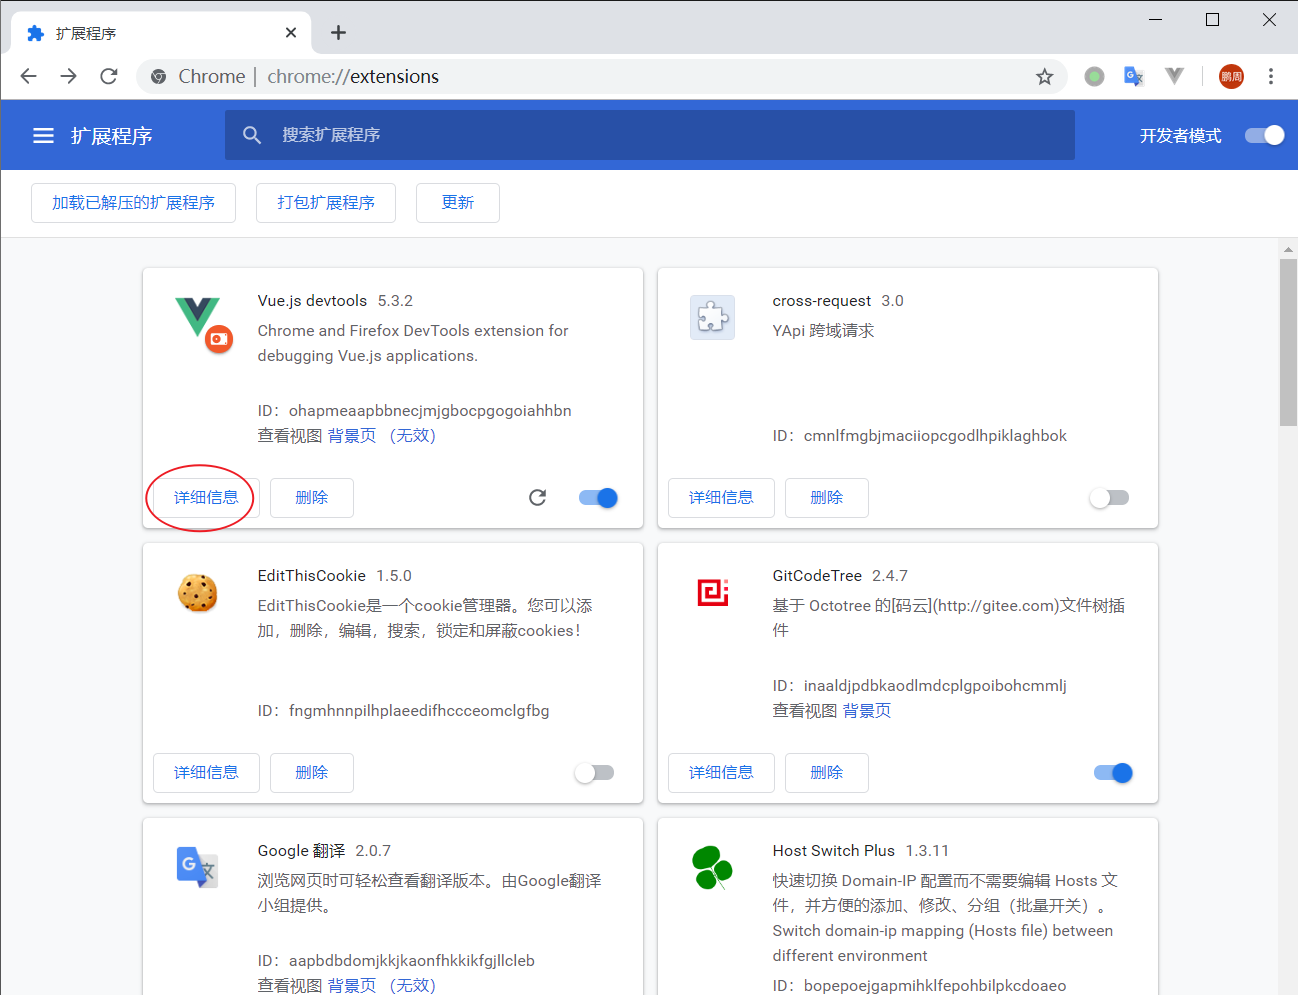 扩展程序
Chrome | chrome://extensions
鹏周
扩展程序
搜索扩展程序
开发者模式
加载已解压的扩展程序
打包扩展程序
更新
Vue.js devtools 5.3.2
Chrome and Firefox DevTools extension for
debugging Vue.js applications.
ID：ohapmeaapbbnecjmjgbocpgogoiahhbn
查看视图 背景页 （无效）
详细信息
删除
cross-request 3.0
YApi 跨域请求
ID：cmnlfmgbjmaciiopcgodlhpiklaghbok
详细信息
删除
EditThisCookie 1.5.0
EditThisCookie是一个cookie管理器。您可以添
加，删除，编辑，搜索，锁定和屏蔽cookies！
ID：fngmhnnpilhplaeedifhccceomclgfbg
详细信息
删除
GitCodeTree 2.4.7
基于 Octotree 的[码云](http://gitee.com)文件树插
件
ID：inaaldjpdbkaodlmdcplgpoibohcmmlj
查看视图 背景页
详细信息
删除
Google 翻译 2.0.7
浏览网页时可轻松查看翻译版本。由Google翻译
小组提供。
ID：aapbdbdomjkkjkaonfhkkikfgjllcleb
查看视图 背景页 （无效）
Host Switch Plus 1.3.11
快速切换 Domain-IP 配置而不需要编辑 Hosts 文
件，并方便的添加、修改、分组（批量开关）。
Switch domain-ip mapping (Hosts file) between
different environment
ID：bopepoejgapmihklfepohbilpkcdoaeo